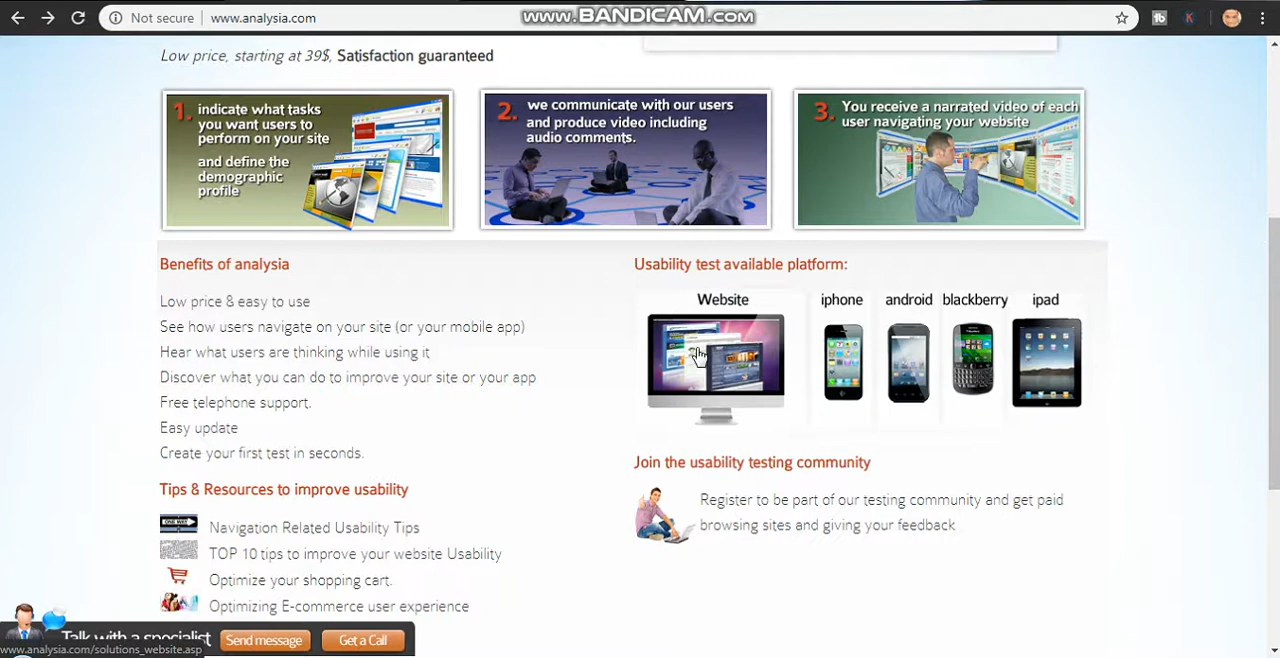 Not secure www.analysia.com
www.BANDICAM.com
Low price, starting at 39$, Satisfaction guaranteed
1. indicate what tasks
you want users to
perform on your site
and define the
demographic
profile
2. we communicate with our users
and produce video including
audio comments.
3. You receive a narrated video of each
user navigating your website
Benefits of analysia
Low price & easy to use
See how users navigate on your site (or your mobile app)
Hear what users are thinking while using it
Discover what you can do to improve your site or your app
Free telephone support.
Easy update
Create your first test in seconds.
Tips & Resources to improve usability
ONE WAY
Navigation Related Usability Tips
TOP 10 tips to improve your website Usability
Optimize your shopping cart.
Optimizing E-commerce user experience
Usability test available platform:
Website iphone android blackberry ipad
Join the usability testing community
Register to be part of our testing community and get paid
browsing sites and giving your feedback
Talk with a specialist Send message Get a Call
www.analysia.com/solutions_website.asp